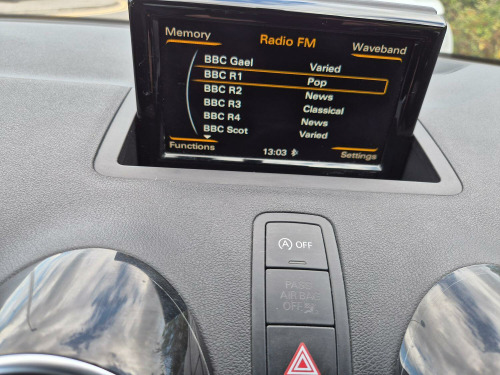 Memory
Radio FM
Waveband
BBC Gael Varied
BBC R1 Pop
BBC R2 News
BBC R3 Classical
BBC R4 News
BBC Scot Varied
Functions
13:03
Settings
A OFF
PASS
AIR BAG
OFF